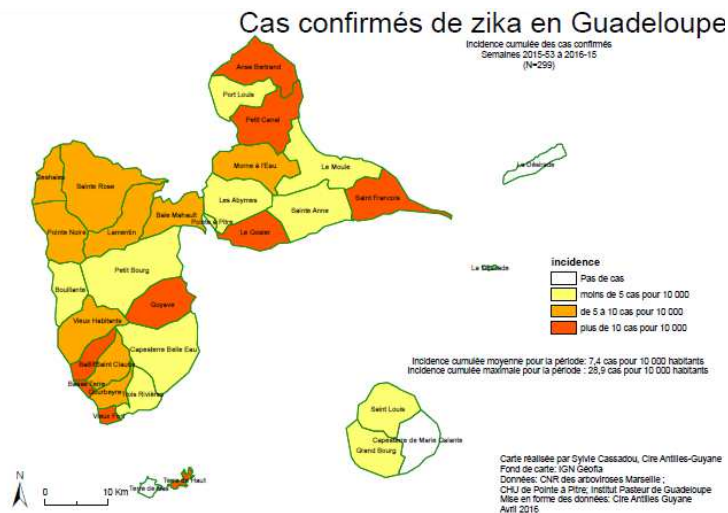 Cas confirmés de zika en Guadeloupe
Incidence cumulée des cas confirmés
Semaines 2015-53 à 2016-15
(N=299)
Anse Bertrand
Port Louis
Petit Canal
La Désirade
Morne à l'Eau
Le Moule
Deshaies
Sainte Rose
Les Abymes
Saint François
Baie Mahault
Sainte Anne
Pointe à Pitre
Pointe Noire
Lamentin
Le Gosier
Petit Bourg
Bouillante
Goyave
Vieux Habitants
Capesterre Belle Eau
Baillif
Saint Claude
Basse Terre
Gourbeyre
Trois Rivières
Vieux Fort
Terre de Bas
Terre de Haut
Saint Louis
Capesterre de Marie Galante
Grand Bourg
incidence
Pas de cas
moins de 5 cas pour 10 000
de 5 à 10 cas pour 10 000
plus de 10 cas pour 10 000
Incidence cumulée moyenne pour la période: 7,4 cas pour 10 000 habitants
Incidence cumulée maximale pour la période : 28,9 cas pour 10 000 habitants
N
0
10 Km
Carte réalisée par Sylvie Cassadou, Cire Antilles-Guyane
Fond de carte: IGN Géofla
Données: CNR des arboviroses Marseille ;
CHU de Pointe à Pitre; Institut Pasteur de Guadeloupe
Mise en forme des données: Cire Antilles Guyane
Avril 2016